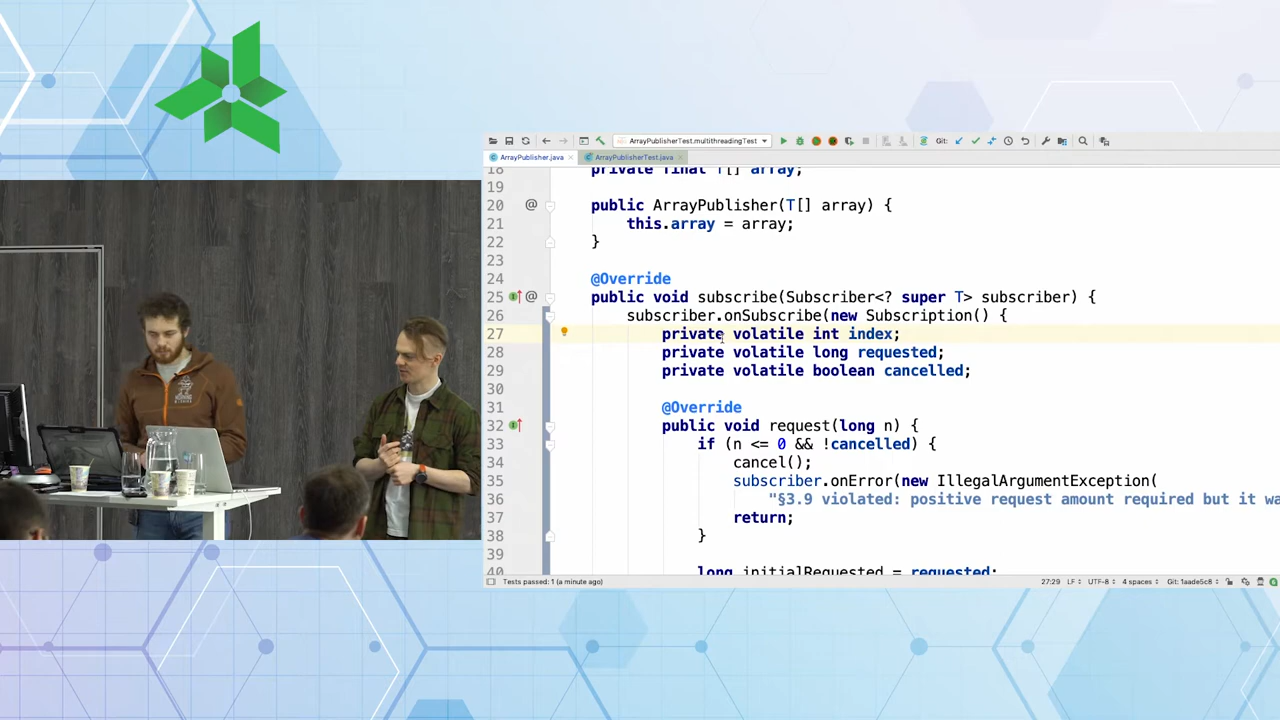 ArrayPublisherTest.multithreadingTest
Git:
ArrayPublisher.java
ArrayPublisherTest.java
18 private final T[] array;
19
20 @ public ArrayPublisher(T[] array) {
21 this.array = array;
22 }
23
24 @Override
25 @ public void subscribe(Subscriber<? super T> subscriber) {
26 subscriber.onSubscribe(new Subscription() {
27 private volatile int index;
28 private volatile long requested;
29 private volatile boolean cancelled;
30
31 @Override
32 public void request(long n) {
33 if (n <= 0 && !cancelled) {
34 cancel();
35 subscriber.onError(new IllegalArgumentException(
36 "§3.9 violated: positive request amount required but it wa
37 return;
38 }
39
40 long initialRequested = requested;
Tests passed: 1 (a minute ago)
27:29 LF UTF-8 4 spaces Git: 1aade5c8